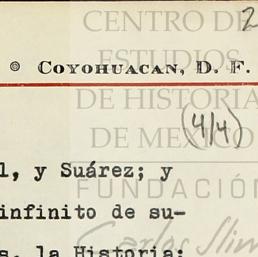 CENTRO DE
2
ESTUDIOS
© COYOHUACAN, D. F.
DE HISTORIA
(4/4)
DE MEXICO
l, y Suárez; y
FUNDACIÓN
infinito de su-
Carlos Slim
s, la Historia;